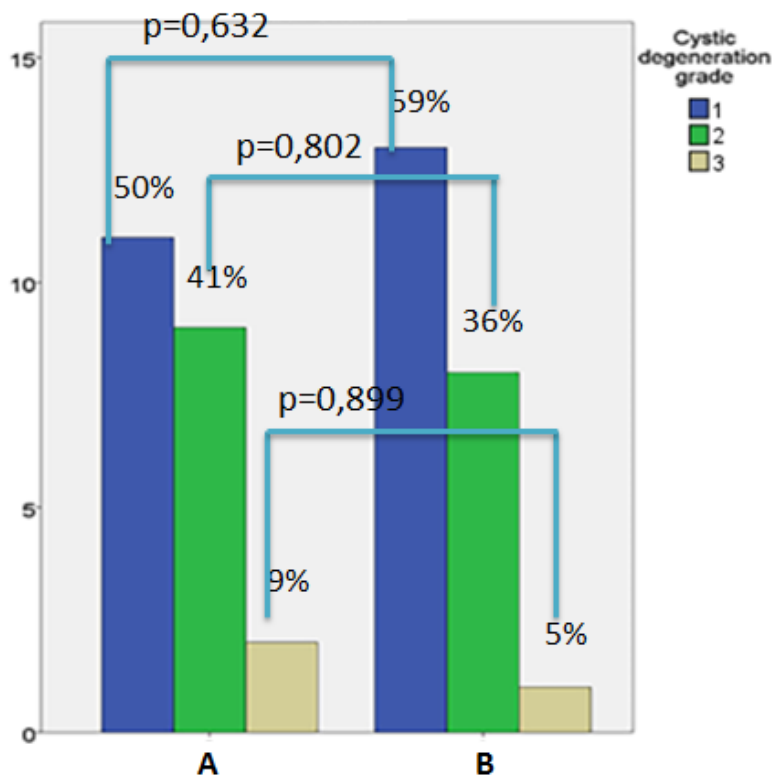 p=0,632
15
59%
p=0,802
50%
10
41%
36%
p=0,899
5
9%
5%
0
A
B
Cystic
degeneration
grade
1
2
3